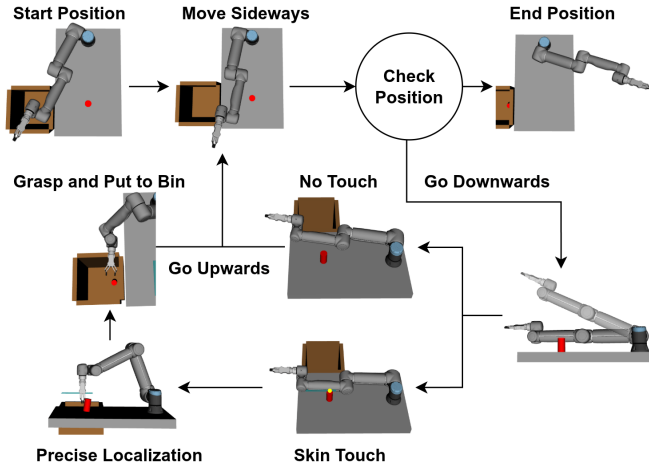 Start Position
Move Sideways
End Position
Check
Position
Grasp and Put to Bin
No Touch
Go Downwards
Go Upwards
Precise Localization
Skin Touch